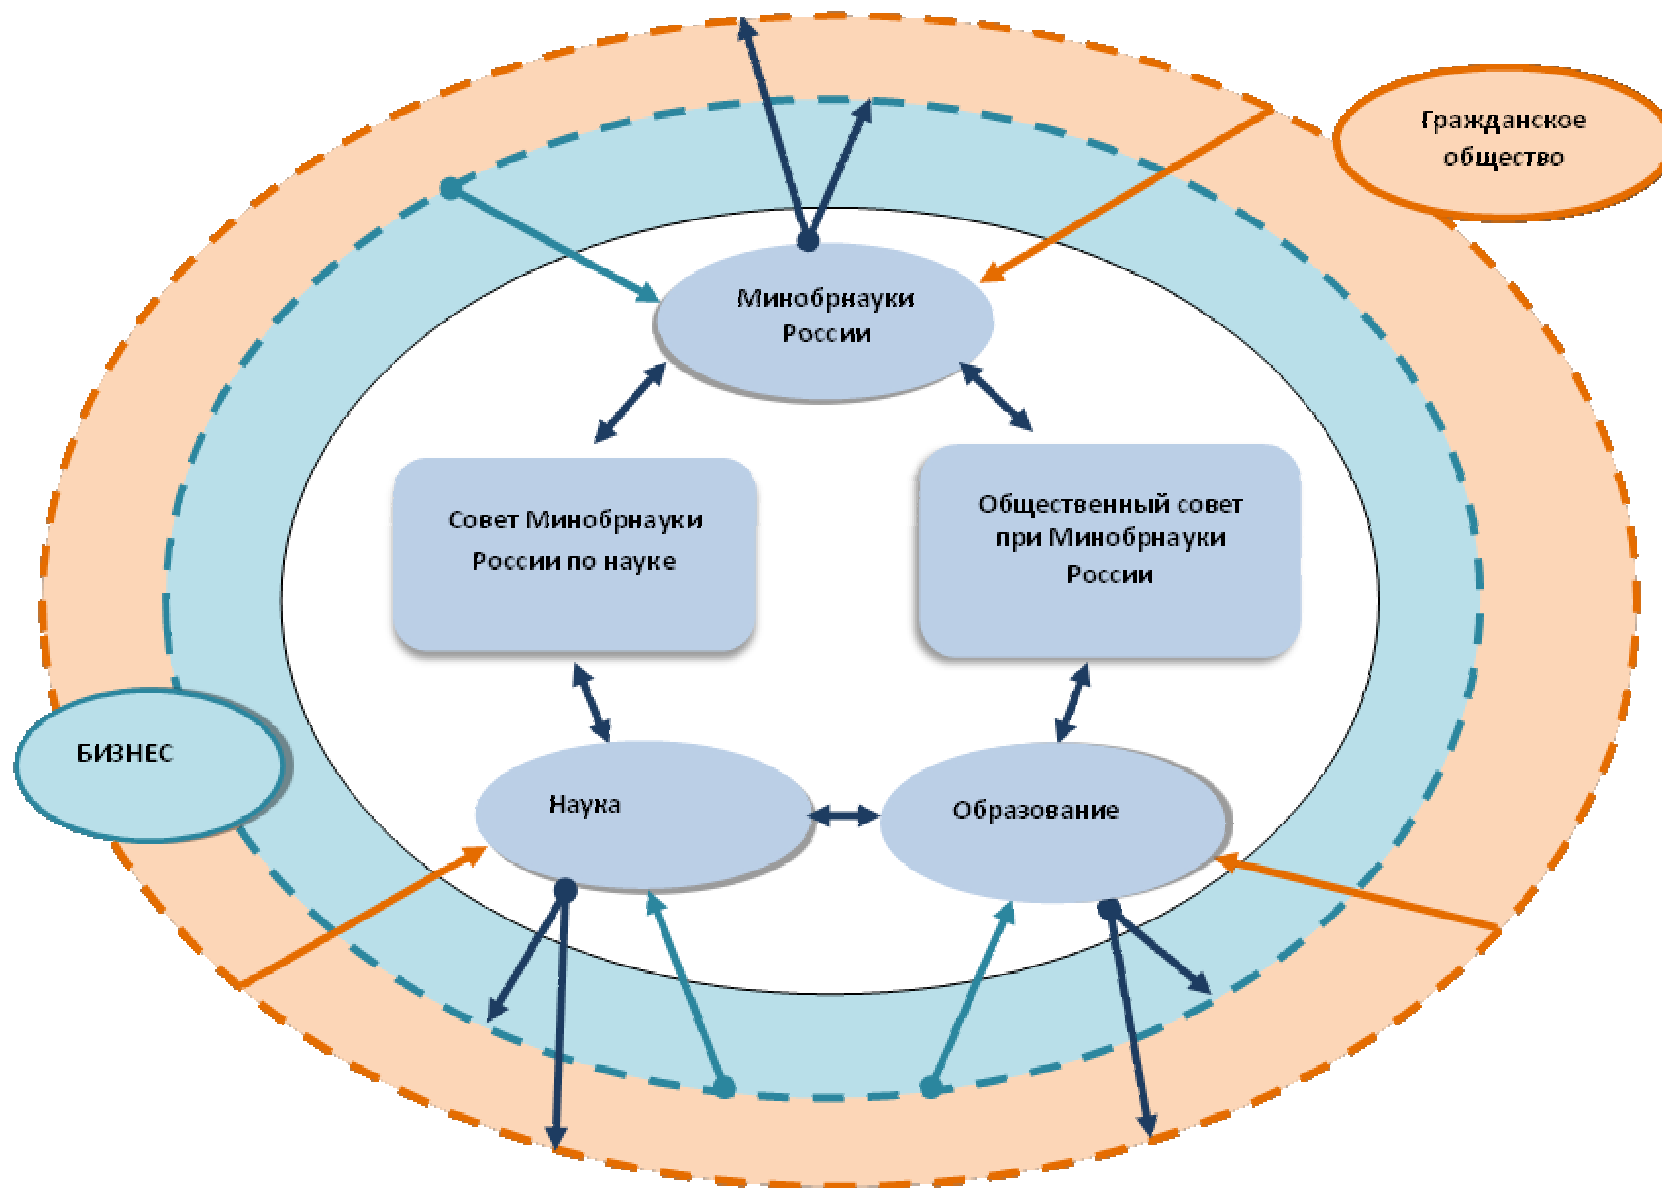 Гражданское
общество
Минобрнауки
России
Совет Минобрнауки
России по науке
Общественный совет
при Минобрнауки
России
БИЗНЕС
Наука
Образование